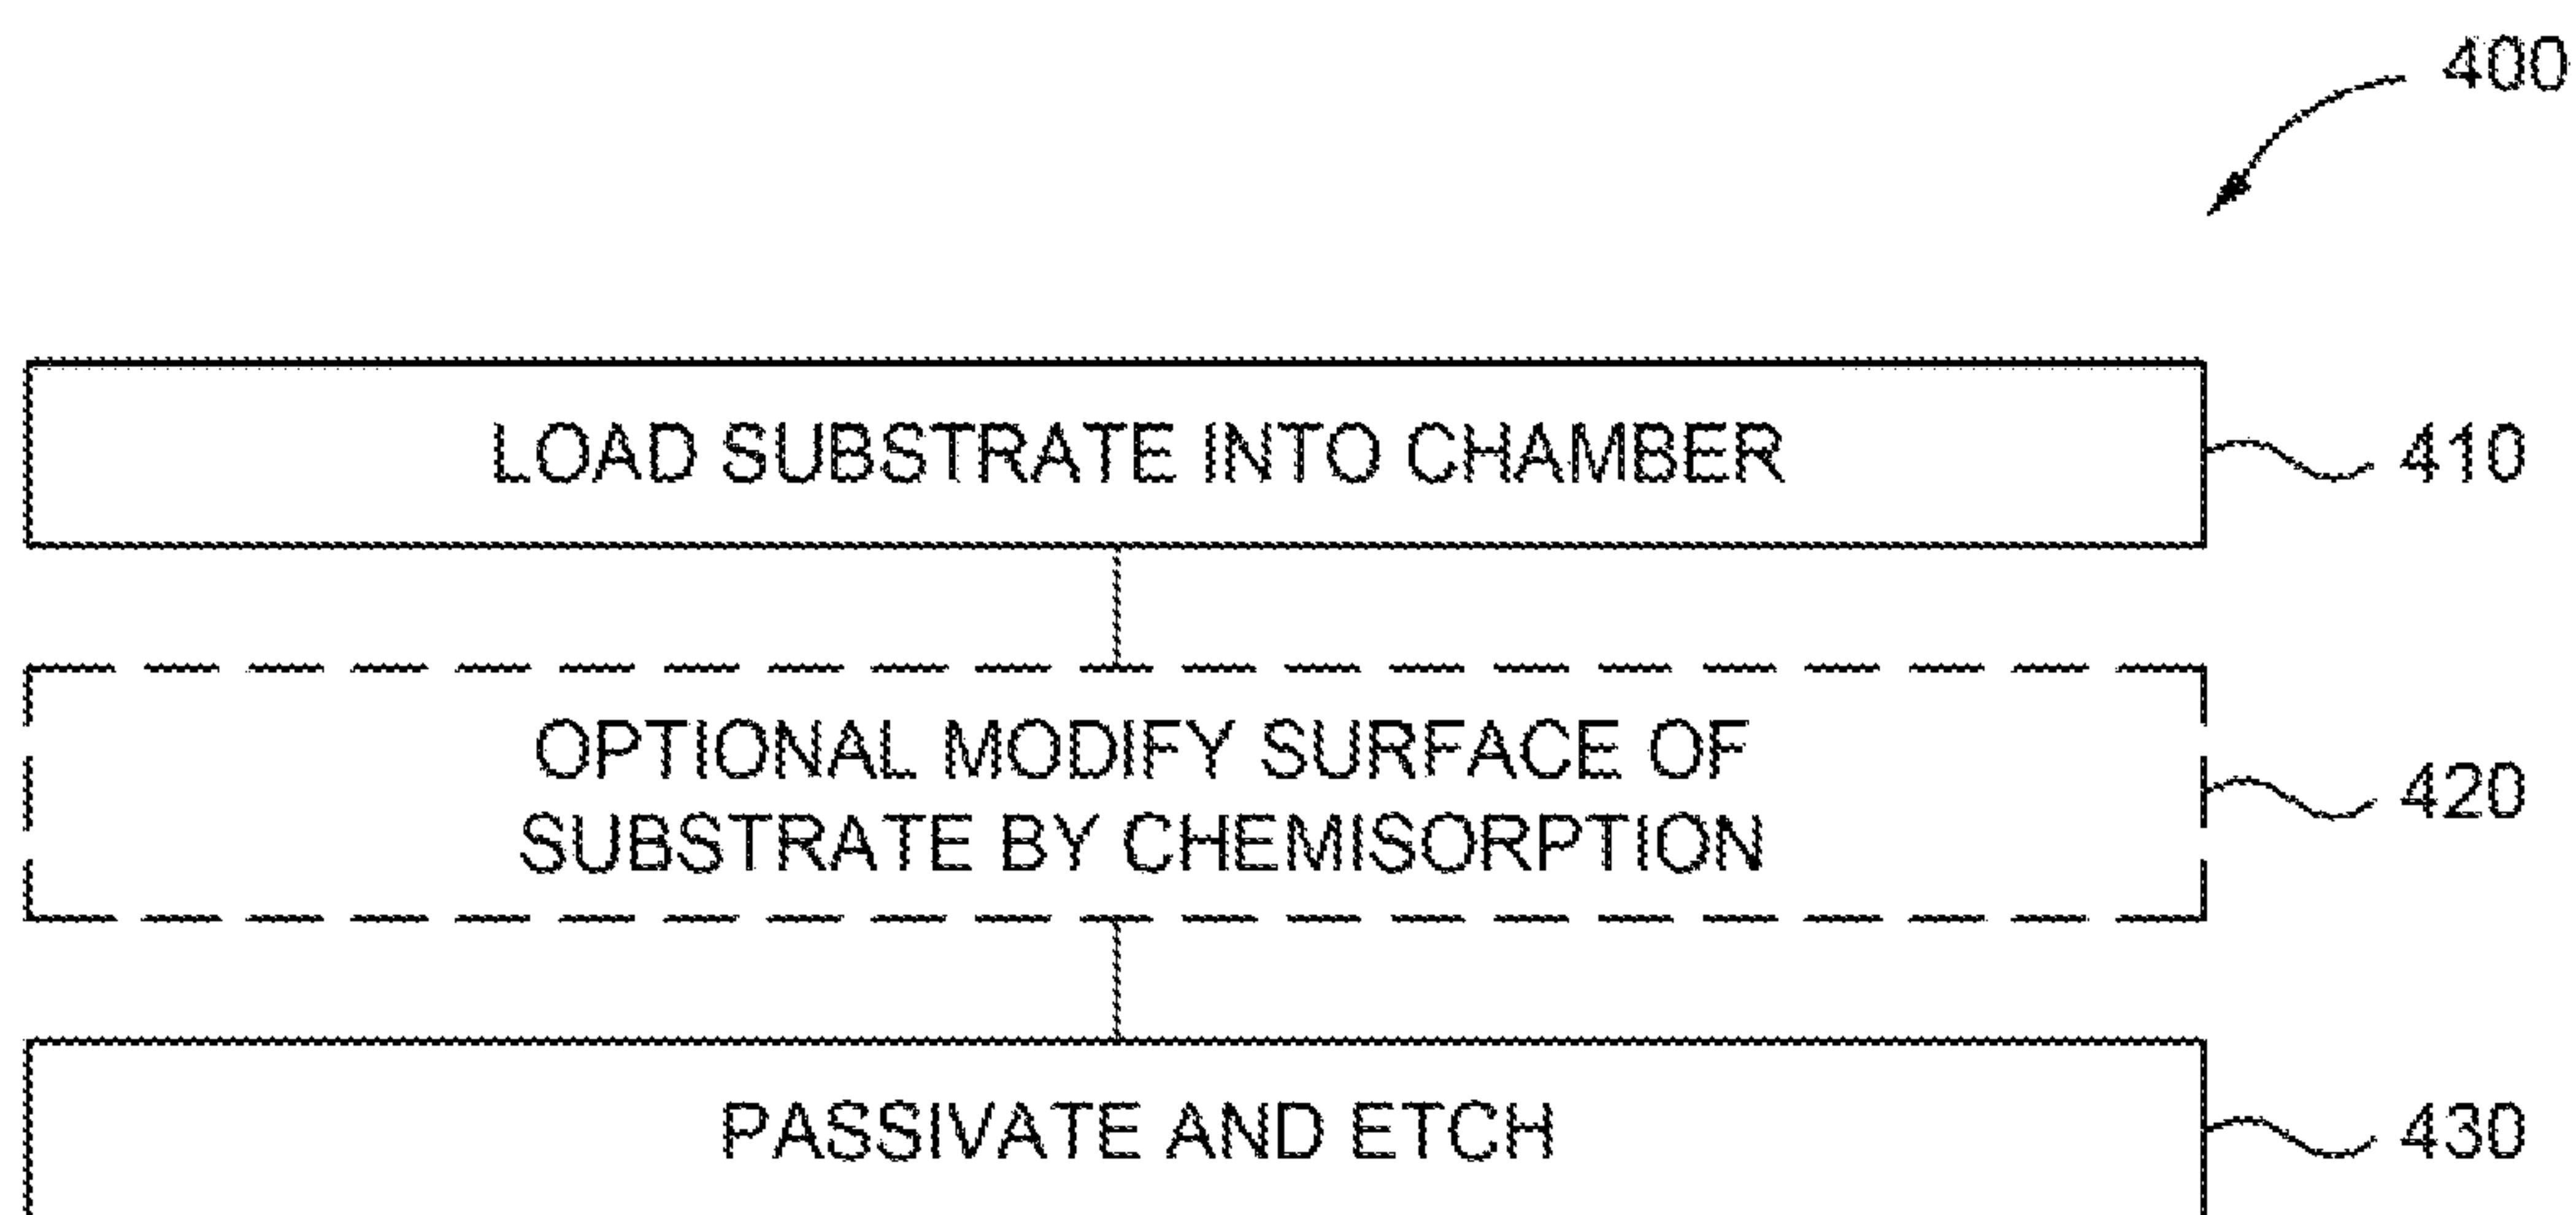 400
LOAD SUBSTRATE INTO CHAMBER
410
OPTIONAL MODIFY SURFACE OF
SUBSTRATE BY CHEMISORPTION
420
PASSIVATE AND ETCH
430